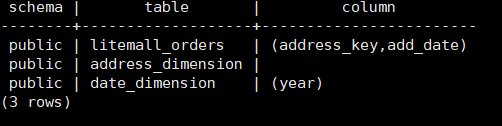 schema | table | column
--------+-------------------+------------------------
public | litemall_orders | (address_key,add_date)
public | address_dimension |
public | date_dimension | (year)
(3 rows)